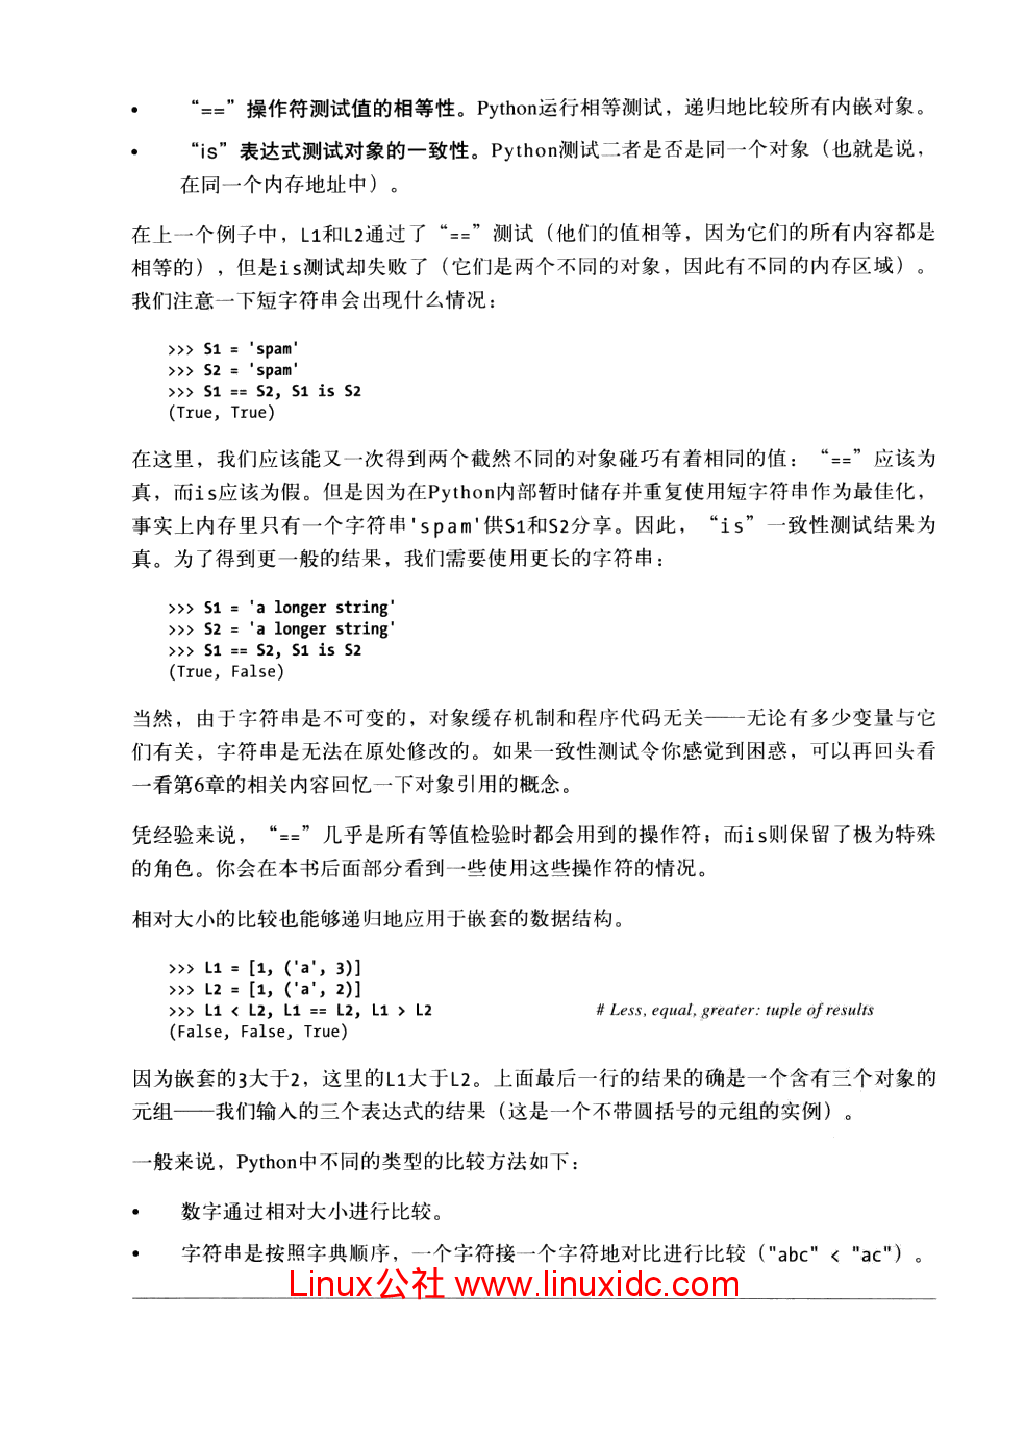 • “==”操作符测试值的相等性。Python运行相等测试，递归地比较所有内嵌对象。
• “is”表达式测试对象的一致性。Python测试二者是否是同一个对象（也就是说，
在同一个内存地址中）。
在上一个例子中，L1和L2通过了“==”测试（他们的值相等，因为它们的所有内容都是
相等的），但是is测试却失败了（它们是两个不同的对象，因此有不同的内存区域）。
我们注意一下短字符串会出现什么情况：
>>> S1 = 'spam'
>>> S2 = 'spam'
>>> S1 == S2, S1 is S2
(True, True)
在这里，我们应该能又一次得到两个截然不同的对象碰巧有着相同的值：“==”应该为
真，而is应该为假。但是因为在Python内部暂时储存并重复使用短字符串作为最佳化，
事实上内存里只有一个字符串'spam'供S1和S2分享。因此，“is”一致性测试结果为
真。为了得到更一般的结果，我们需要使用更长的字符串：
>>> S1 = 'a longer string'
>>> S2 = 'a longer string'
>>> S1 == S2, S1 is S2
(True, False)
当然，由于字符串是不可变的，对象缓存机制和程序代码无关——无论有多少变量与它
们有关，字符串是无法在原处修改的。如果一致性测试令你感觉到困惑，可以再回头看
一看第6章的相关内容回忆一下对象引用的概念。
凭经验来说，“==”几乎是所有等值检验时都会用到的操作符；而is则保留了极为特殊
的角色。你会在本书后面部分看到一些使用这些操作符的情况。
相对大小的比较也能够递归地应用于嵌套的数据结构。
>>> L1 = [1, ('a', 3)]
>>> L2 = [1, ('a', 2)]
>>> L1 < L2, L1 == L2, L1 > L2 # Less, equal, greater: tuple of results
(False, False, True)
因为嵌套的3大于2，这里的L1大于L2。上面最后一行的结果的确是一个含有三个对象的
元组——我们输入的三个表达式的结果（这是一个不带圆括号的元组的实例）。
一般来说，Python中不同的类型的比较方法如下：
• 数字通过相对大小进行比较。
• 字符串是按照字典顺序，一个字符接一个字符地对比进行比较（"abc" < "ac"）。
Linux公社 www.linuxidc.com